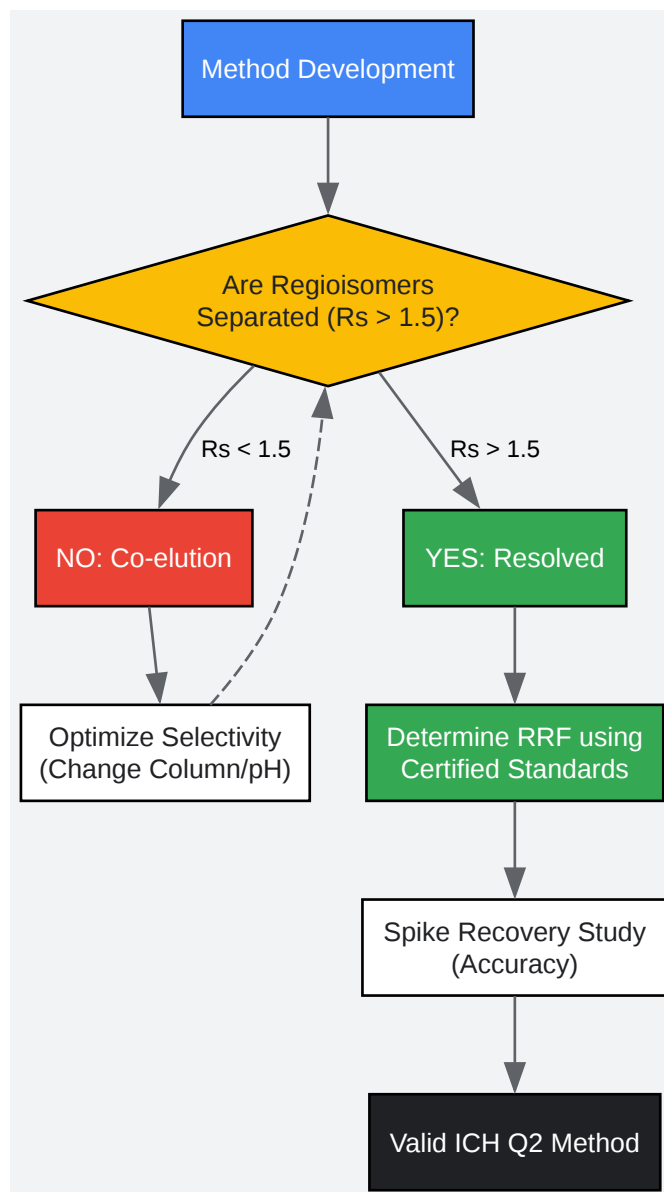 Method Development
Are Regioisomers
Separated (Rs > 1.5)?
Rs < 1.5
Rs > 1.5
NO: Co-elution
YES: Resolved
Optimize Selectivity
(Change Column/pH)
Determine RRF using
Certified Standards
Spike Recovery Study
(Accuracy)
Valid ICH Q2 Method